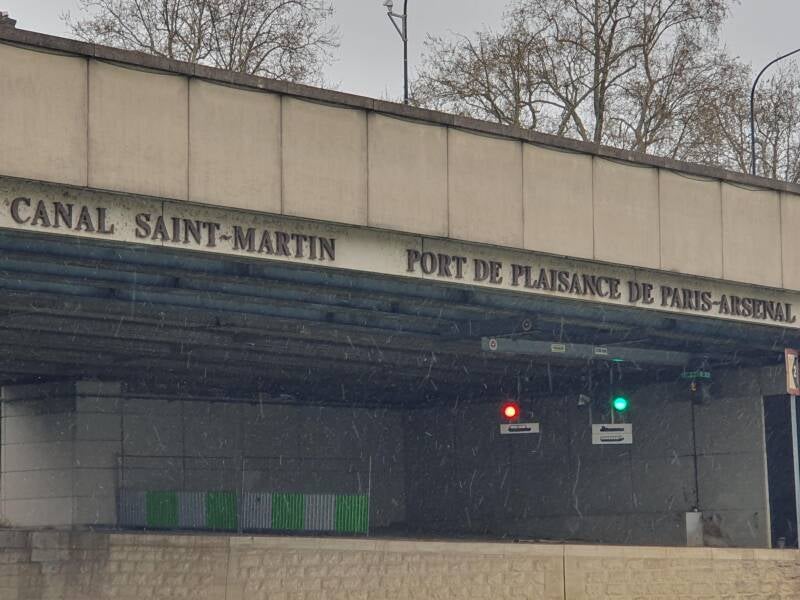 CANAL SAINT-MARTIN
PORT DE PLAISANCE DE PARIS-ARSENAL